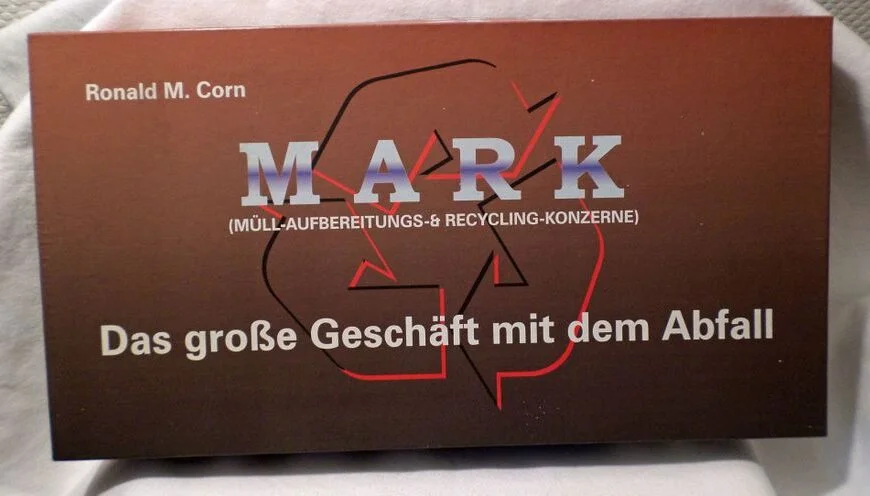 Ronald M. Corn
MARK
(MÜLL-AUFBEREITUNGS-& RECYCLING-KONZERNE)
Das große Geschäft mit dem Abfall